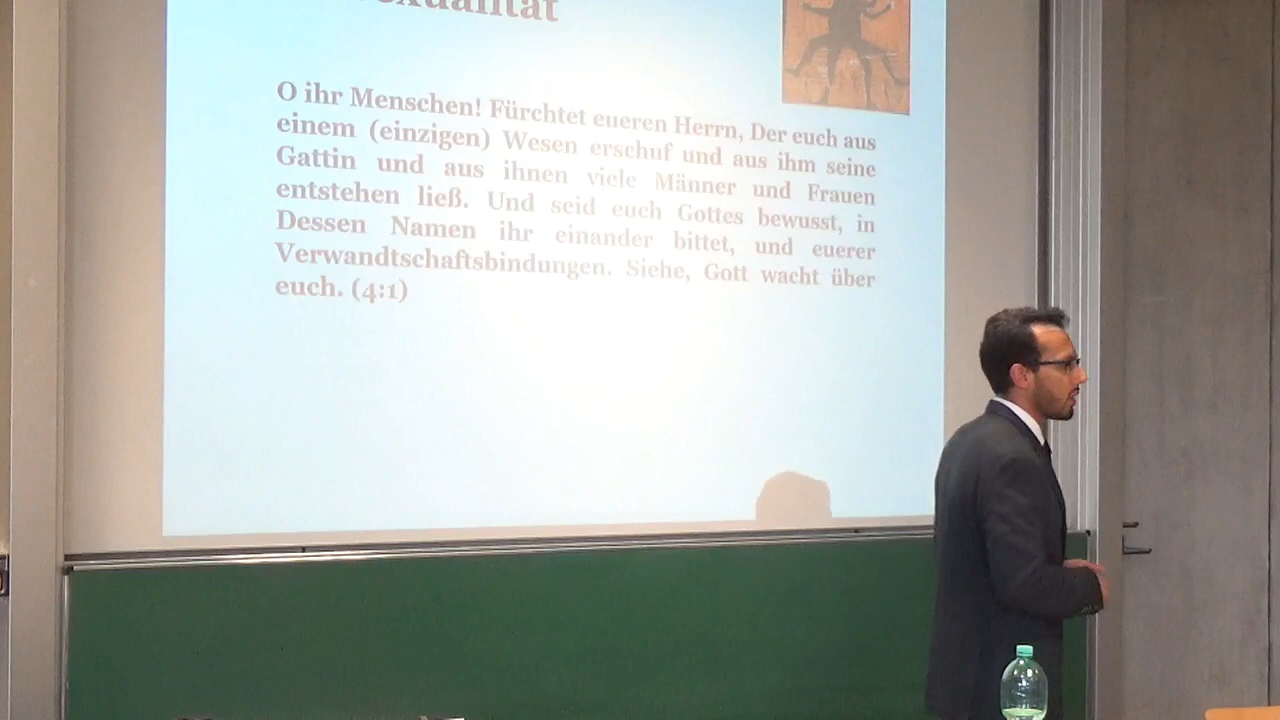 O ihr Menschen! Fürchtet eueren Herrn, Der euch aus
einem (einzigen) Wesen erschuf und aus ihm seine
Gattin und aus ihnen viele Männer und Frauen
entstehen ließ. Und seid euch Gottes bewusst, in
Dessen Namen ihr einander bittet, und euerer
Verwandtschaftsbindungen. Siehe, Gott wacht über
euch. (4:1)